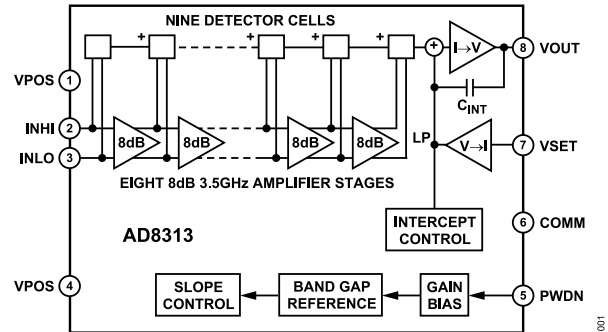 NINE DETECTOR CELLS
+ + + +
+ I→V 8 VOUT
VPOS 1
CINT
INHI 2
8dB 8dB 8dB 8dB
LP V→I 7 VSET
INLO 3
EIGHT 8dB 3.5GHz AMPLIFIER STAGES
INTERCEPT
CONTROL
6 COMM
AD8313
VPOS 4
SLOPE
CONTROL
BAND GAP
REFERENCE
GAIN
BIAS
5 PWDN
001